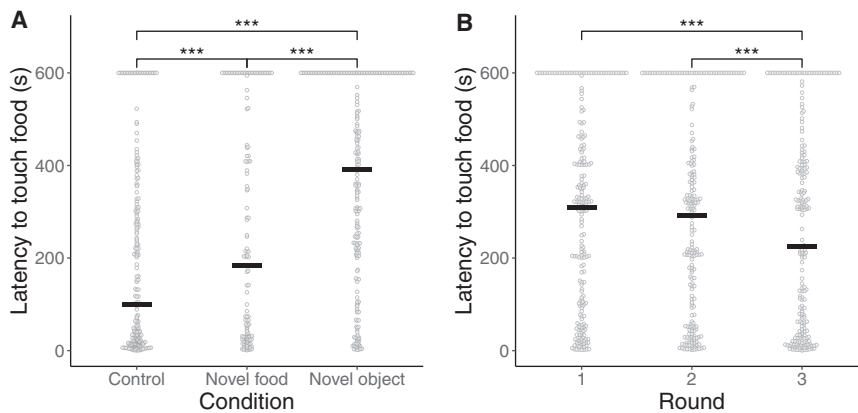 A
***
*** ***
Latency to touch food (s)
600
400
200
0
Control Novel food Novel object
Condition
B
***
***
Latency to touch food (s)
600
400
200
0
1 2 3
Round